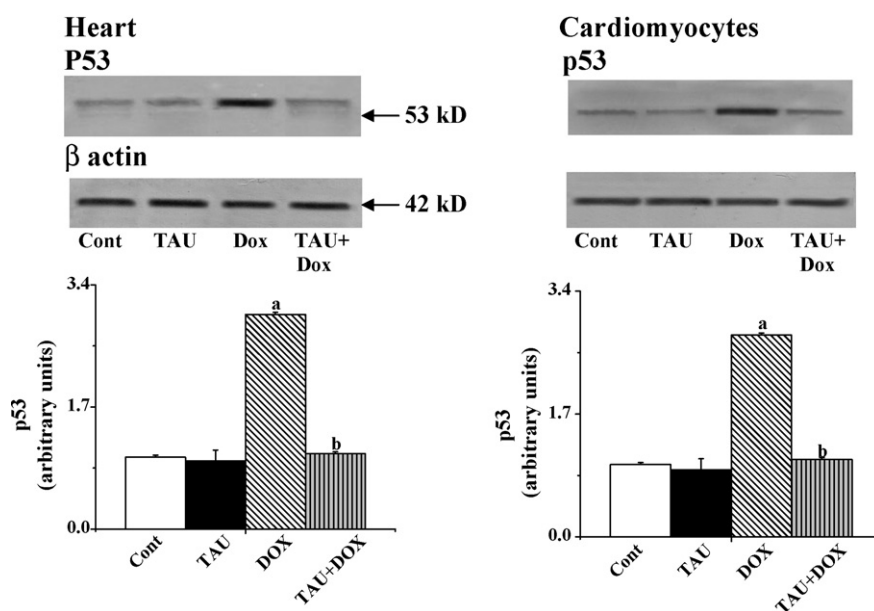 Heart
P53
53 kD
β actin
42 kD
Cont TAU Dox TAU+
Dox
3.4
1.7
0.0
p53
(arbitrary units)
a
b
Cont
TAU
DOX
TAU+DOX
Cardiomyocytes
p53
Cont TAU Dox TAU+
Dox
3.4
1.7
0.0
p53
(arbitrary units)
a
b
Cont
TAU
DOX
TAU+DOX